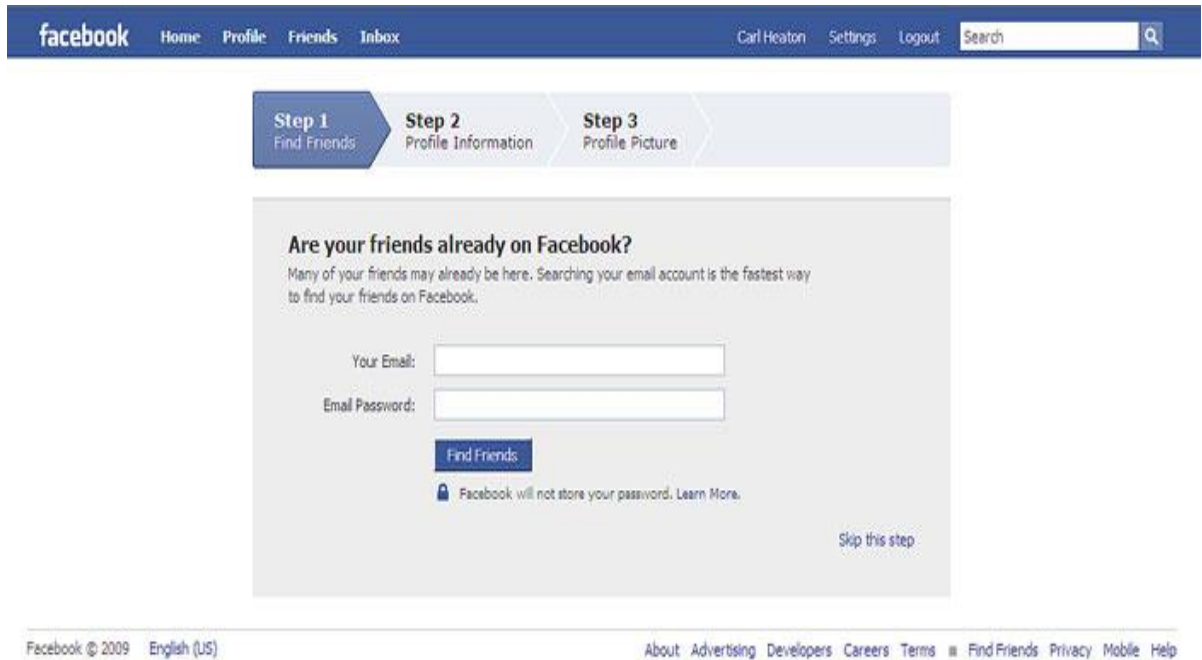 facebook Home Profile Friends Inbox Carl Heaton Settings Logout Search
Step 1 Step 2 Step 3
Find Friends Profile Information Profile Picture
Are your friends already on Facebook?
Many of your friends may already be here. Searching your email account is the fastest way
to find your friends on Facebook.
Your Email:
Email Password:
Find Friends
Facebook will not store your password. Learn More.
Skip this step
Facebook © 2009 English (US) About Advertising Developers Careers Terms ■ Find Friends Privacy Mobile Help